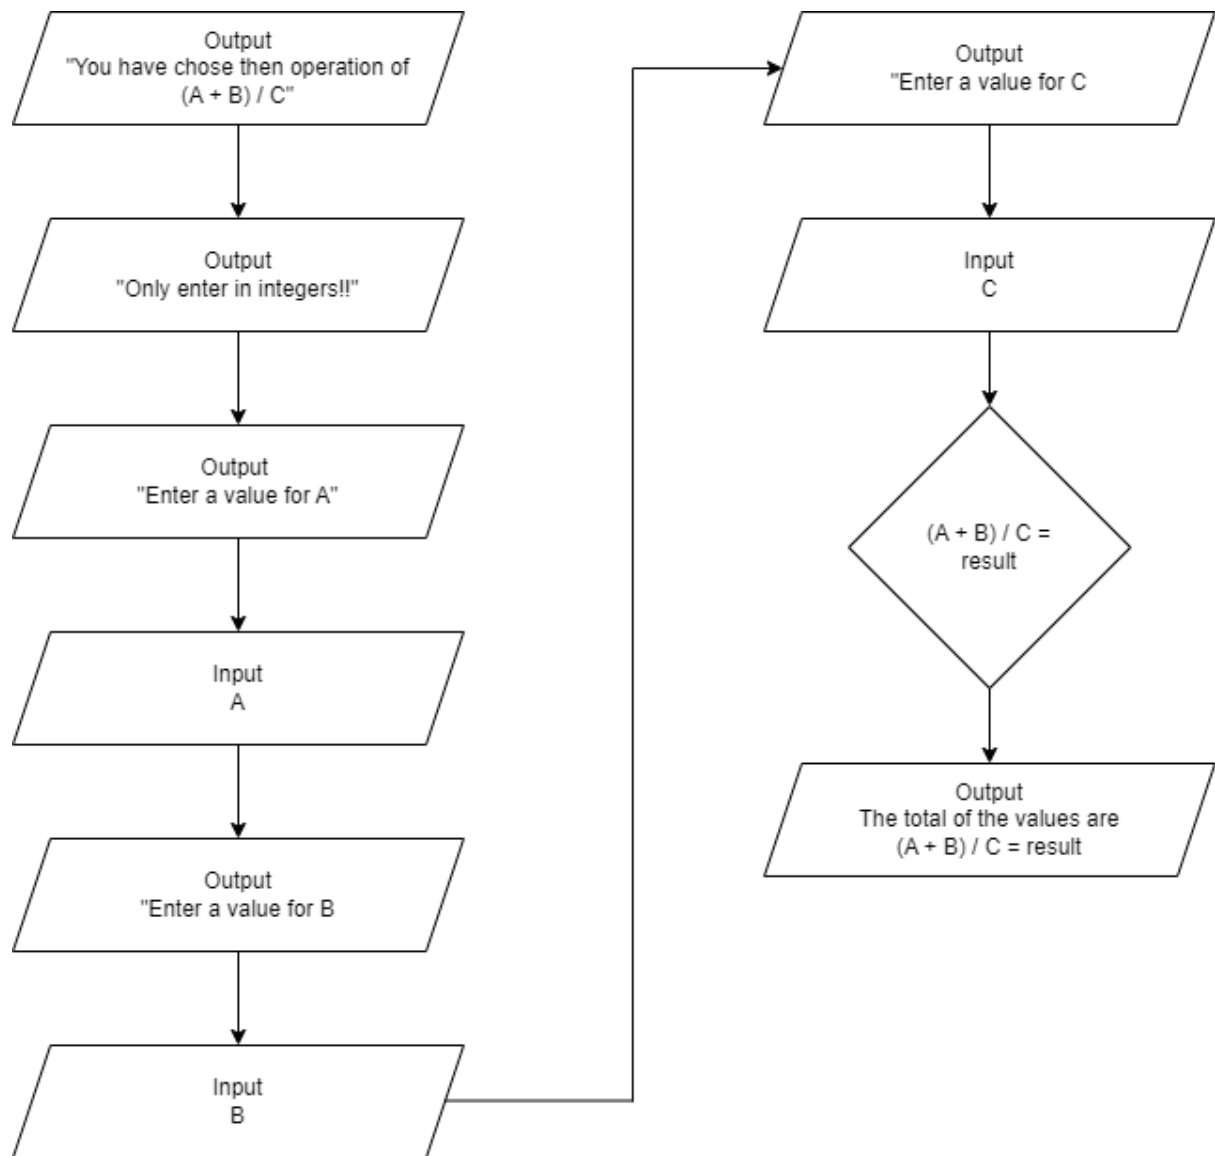 Output
"You have chose then operation of
(A + B) / C"
Output
"Only enter in integers!!"
Output
"Enter a value for A"
Input
A
Output
"Enter a value for B
Input
B
Output
"Enter a value for C
Input
C
(A + B) / C =
result
Output
The total of the values are
(A + B) / C = result